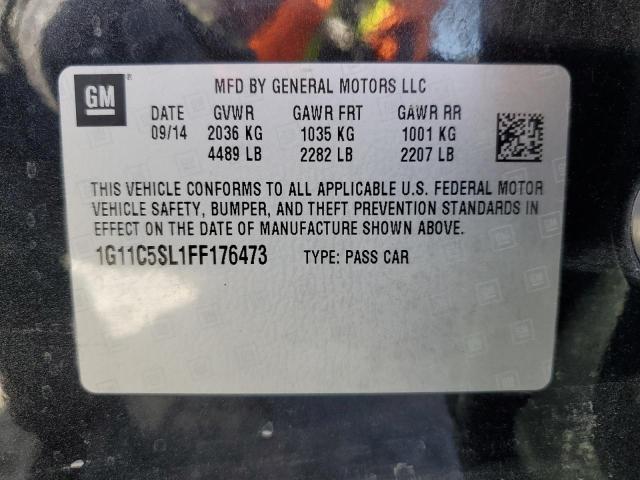 GM ®
MFD BY GENERAL MOTORS LLC
DATE GVWR GAWR FRT GAWR RR
09/14 2036 KG 1035 KG 1001 KG
4489 LB 2282 LB 2207 LB
THIS VEHICLE CONFORMS TO ALL APPLICABLE U.S. FEDERAL MOTOR
VEHICLE SAFETY, BUMPER, AND THEFT PREVENTION STANDARDS IN
EFFECT ON THE DATE OF MANUFACTURE SHOWN ABOVE.
1G11C5SL1FF176473 TYPE: PASS CAR